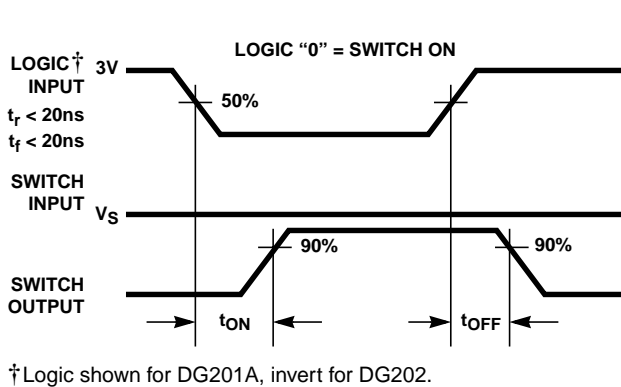 LOGIC “0” = SWITCH ON
LOGIC† 3V
INPUT
tr < 20ns
tf < 20ns
50%
SWITCH
INPUT
VS
90%
90%
SWITCH
OUTPUT
tON
tOFF
†Logic shown for DG201A, invert for DG202.